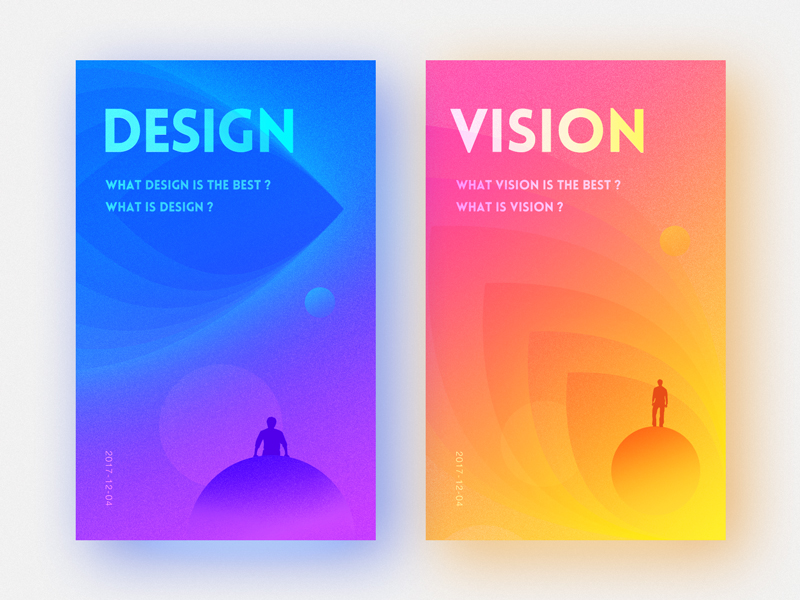 DESIGN
WHAT DESIGN IS THE BEST ?
WHAT IS DESIGN ?
2017-12-04
VISION
WHAT VISION IS THE BEST ?
WHAT IS VISION ?
2017-12-04